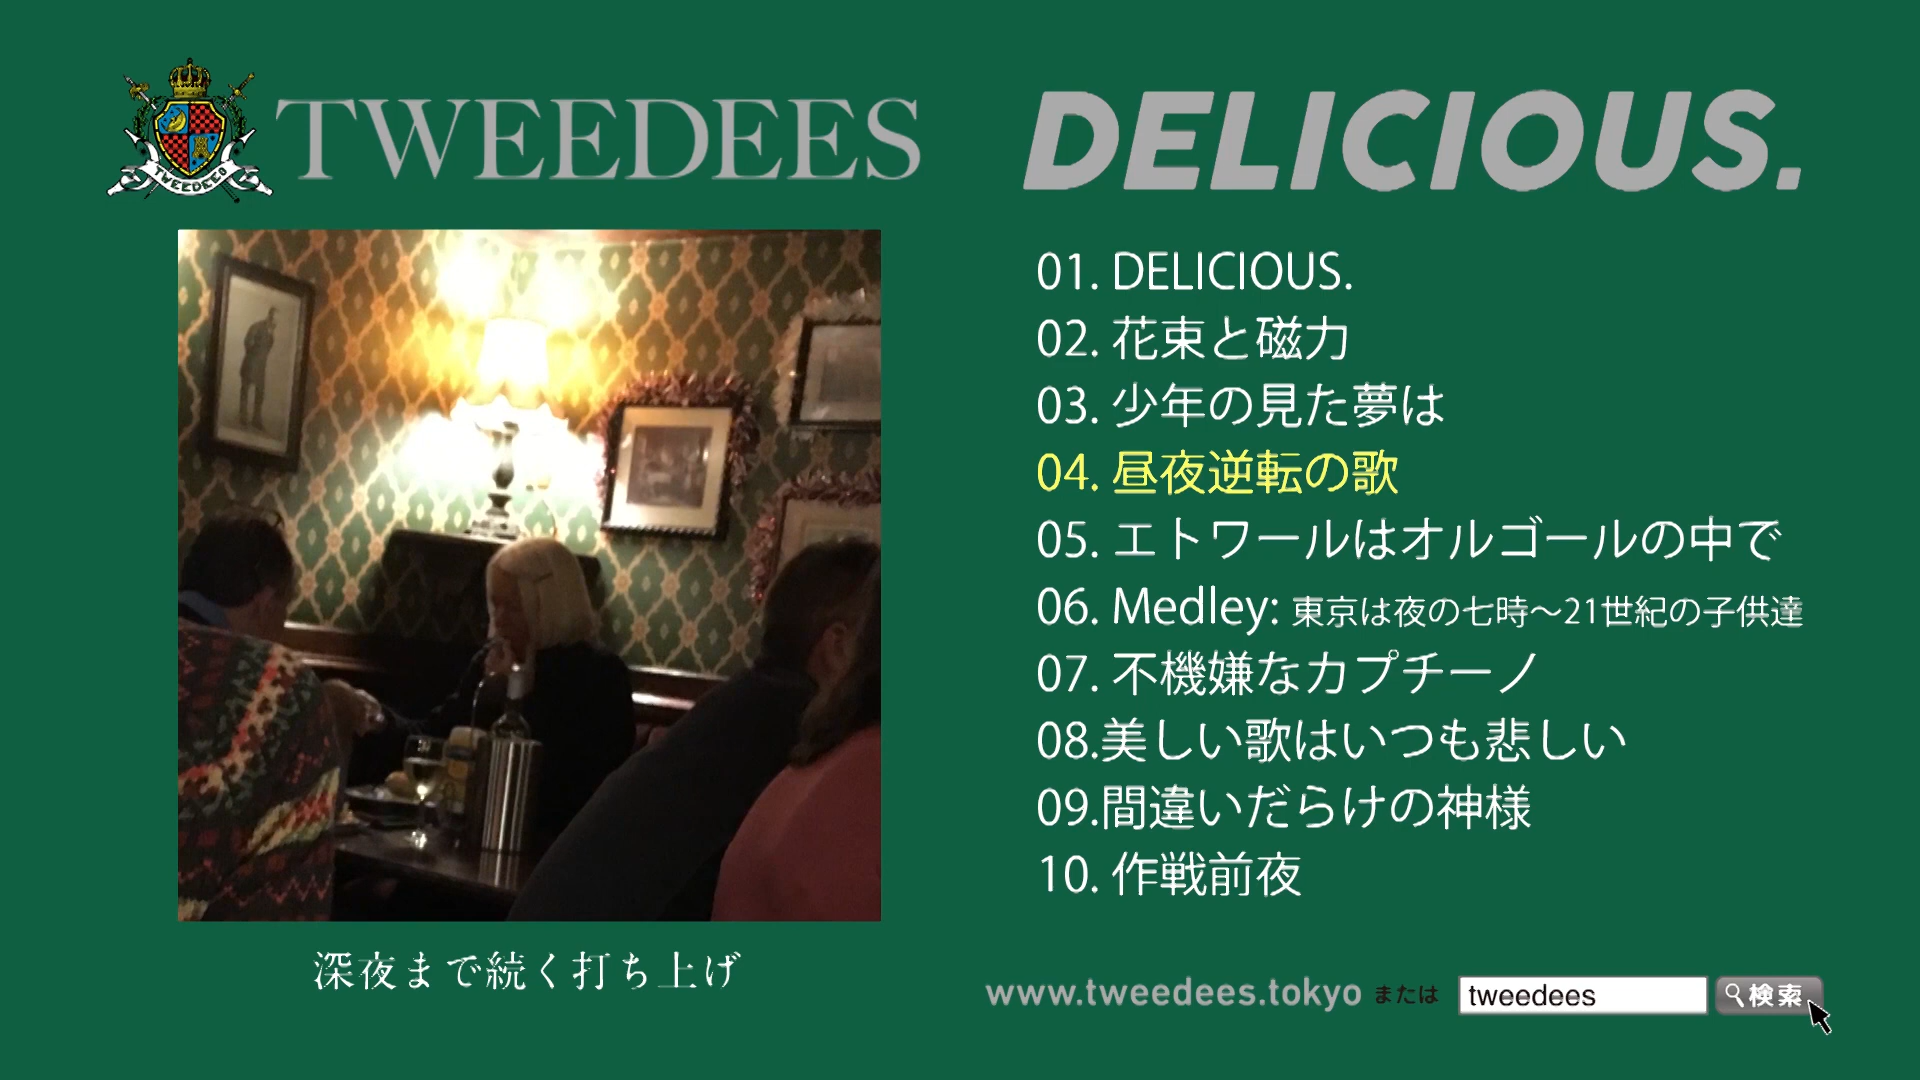 TWEEDEES
TWEEDEES
DELICIOUS.
01. DELICIOUS.
02. 花束と磁力
03. 少年の見た夢は
04. 昼夜逆転の歌
05. エトワールはオルゴールの中で
06. Medley: 東京は夜の七時～21世紀の子供達
07. 不機嫌なカプチーノ
08.美しい歌はいつも悲しい
09.間違いだらけの神様
10. 作戦前夜
深夜まで続く打ち上げ
www.tweedees.tokyo または tweedees 検索